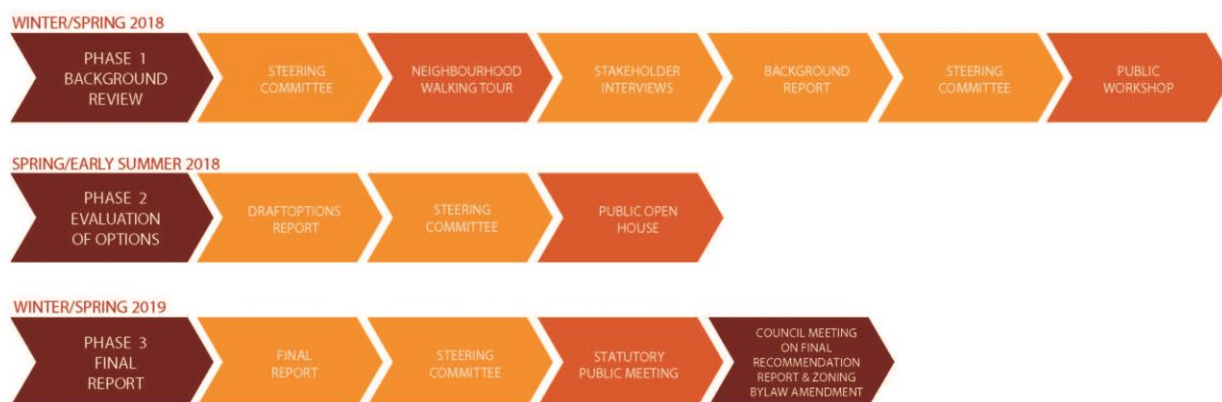 WINTER/SPRING 2018
PHASE 1
BACKGROUND
REVIEW
STEERING
COMMITTEE
NEIGHBOURHOOD
WALKING TOUR
STAKEHOLDER
INTERVIEWS
BACKGROUND
REPORT
STEERING
COMMITTEE
PUBLIC
WORKSHOP
SPRING/EARLY SUMMER 2018
PHASE 2
EVALUATION
OF OPTIONS
DRAFTOPTIONS
REPORT
STEERING
COMMITTEE
PUBLIC OPEN
HOUSE
WINTER/SPRING 2019
PHASE 3
FINAL
REPORT
FINAL
REPORT
STEERING
COMMITTEE
STATUTORY
PUBLIC MEETING
COUNCIL MEETING
ON FINAL
RECOMMENDATION
REPORT & ZONING
BYLAW AMENDMENT